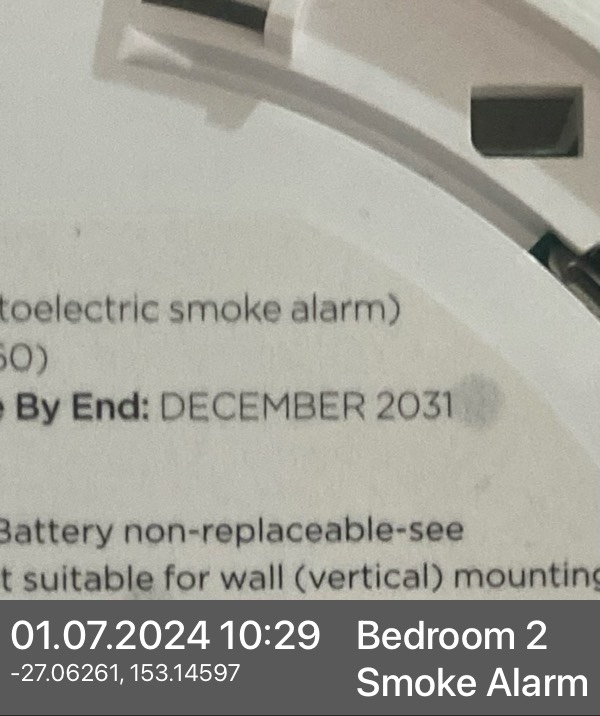 toelectric smoke alarm)
60)
By End: DECEMBER 2031
Battery non-replaceable-see
t suitable for wall (vertical) mounting
01.07.2024 10:29
-27.06261, 153.14597
Bedroom 2
Smoke Alarm